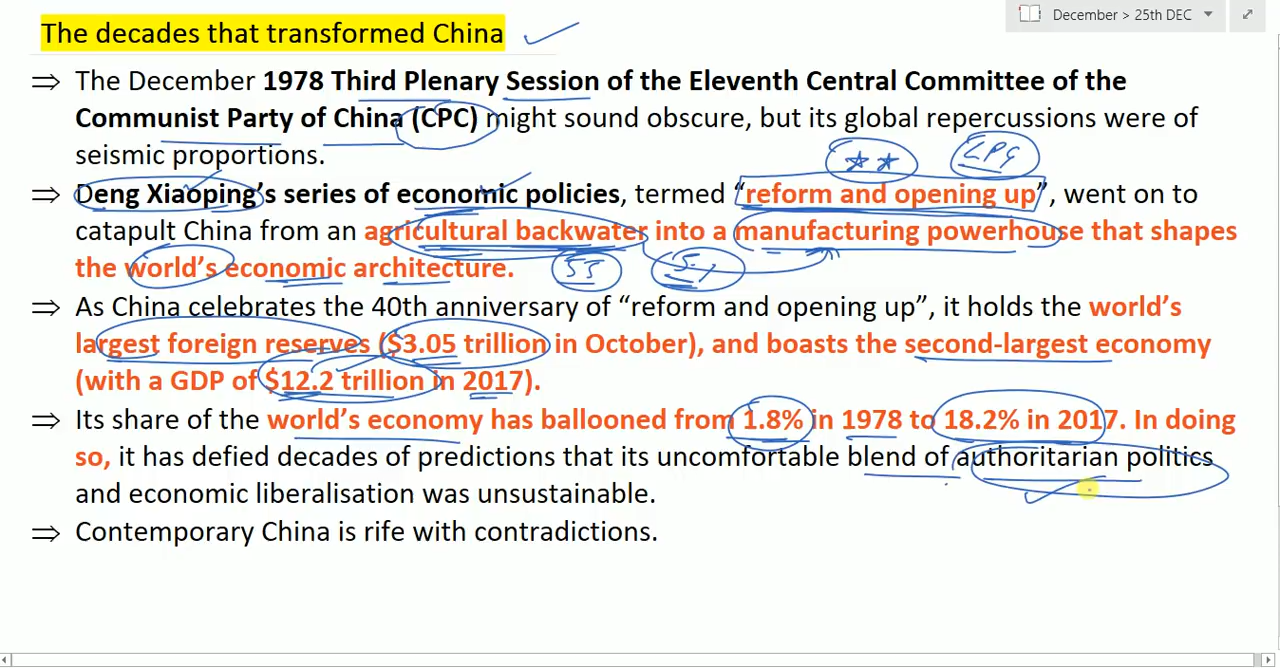 December > 25th DEC
The decades that transformed China
⇒ The December 1978 Third Plenary Session of the Eleventh Central Committee of the
Communist Party of China (CPC) might sound obscure, but its global repercussions were of
seismic proportions.
LPG
⇒ Deng Xiaoping's series of economic policies, termed “reform and opening up”, went on to
catapult China from an agricultural backwater into a manufacturing powerhouse that shapes
the world's economic architecture.
⇒ As China celebrates the 40th anniversary of “reform and opening up”, it holds the world's
largest foreign reserves ($3.05 trillion in October), and boasts the second-largest economy
(with a GDP of $12.2 trillion in 2017).
⇒ Its share of the world's economy has ballooned from 1.8% in 1978 to 18.2% in 2017. In doing
so, it has defied decades of predictions that its uncomfortable blend of authoritarian politics
and economic liberalisation was unsustainable.
⇒ Contemporary China is rife with contradictions.